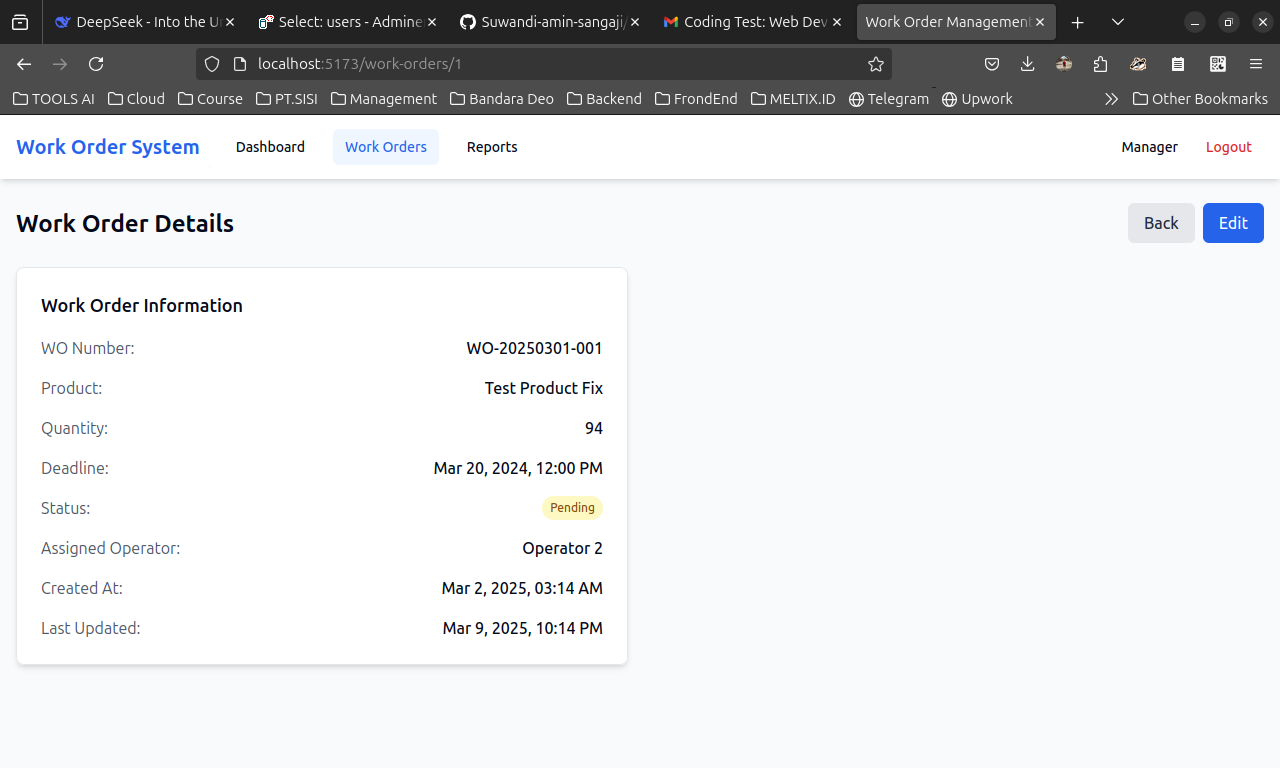 DeepSeek - Into the Un
Select: users - Adminer
Suwandi-amin-sangaji/
Coding Test: Web Dev
Work Order Management
localhost:5173/work-orders/1
TOOLS AI Cloud Course PT.SISI Management Bandara Deo Backend FrondEnd MELTIX.ID Telegram Upwork Other Bookmarks
Work Order System Dashboard Work Orders Reports Manager Logout
Work Order Details Back Edit
Work Order Information
WO Number: WO-20250301-001
Product: Test Product Fix
Quantity: 94
Deadline: Mar 20, 2024, 12:00 PM
Status: Pending
Assigned Operator: Operator 2
Created At: Mar 2, 2025, 03:14 AM
Last Updated: Mar 9, 2025, 10:14 PM